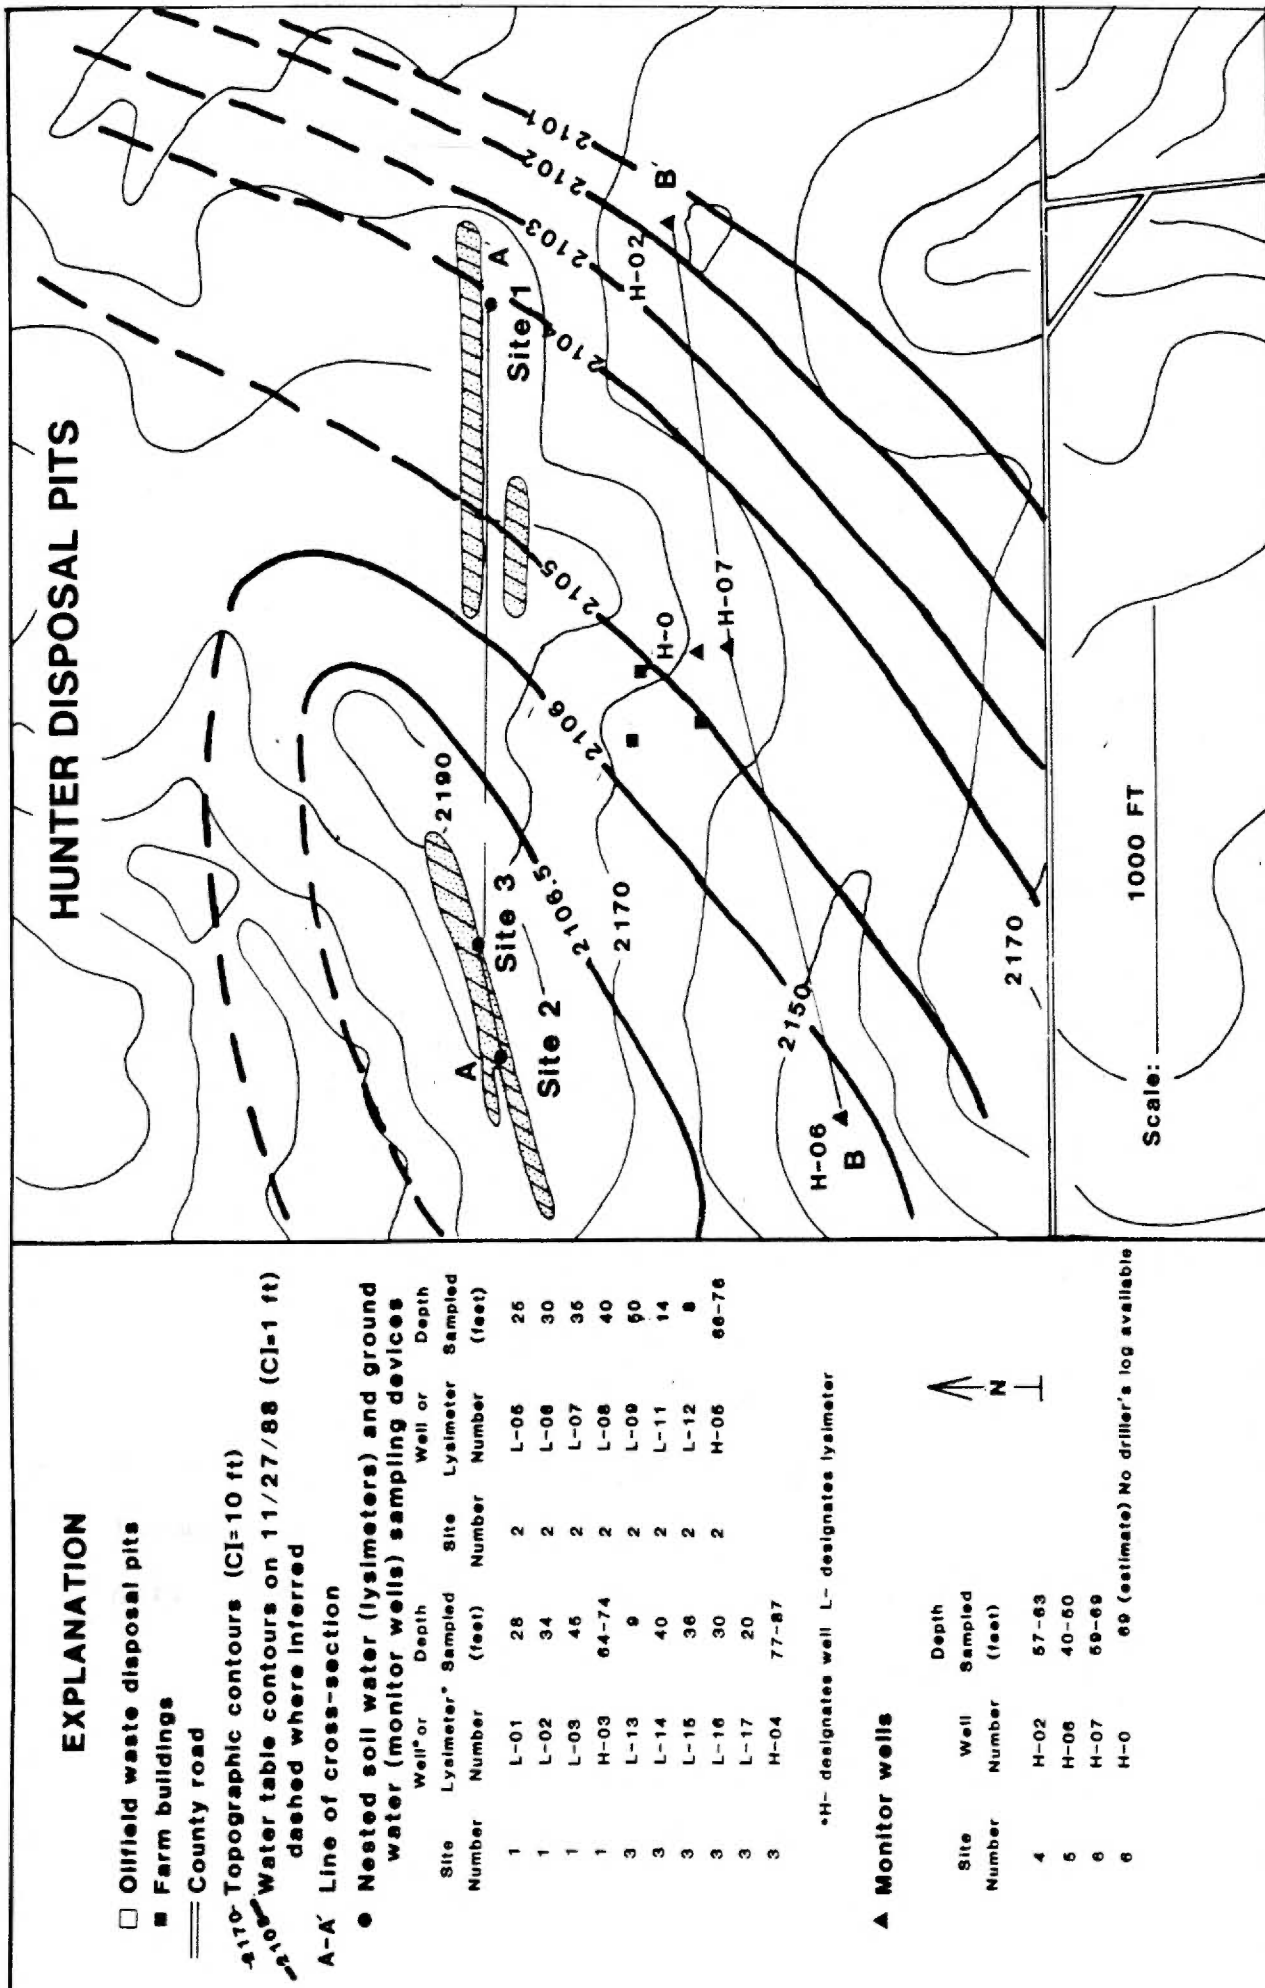 HUNTER DISPOSAL PITS
2101
2102
2103
2104
2105
2106
2106.5
B
H-02
A
Site 1
H-07
H-0
2190
Site 3
2170
A
Site 2
2150
H-06
B
2170
Scale:
1000 FT
EXPLANATION
Oilfield waste disposal pits
Farm buildings
County road
2170 Topographic contours (CI=10 ft)
Water table contours on 11/27/88 (CI=1 ft)
dashed where inferred
A-A′ Line of cross-section
Nested soil water (lysimeters) and ground
water (monitor wells) sampling devices
Site Well* or Depth Site Well or Depth
Number Lysimeter* Sampled Number Lysimeter Sampled
Number (feet) Number (feet)
1 L-01 28 2 L-05 25
1 L-02 34 2 L-06 30
1 L-03 45 2 L-07 35
1 H-03 64-74 2 L-08 40
3 L-13 9 2 L-09 50
3 L-14 40 2 L-11 14
3 L-15 36 2 L-12 8
3 L-16 30 2 H-05 66-76
3 L-17 20
3 H-04 77-87
*H- designates well L- designates lysimeter
Monitor wells
Site Well Depth
Number Number Sampled
(feet)
4 H-02 57-63
5 H-06 40-50
6 H-07 59-69
6 H-0 69 (estimate) No driller's log available
N